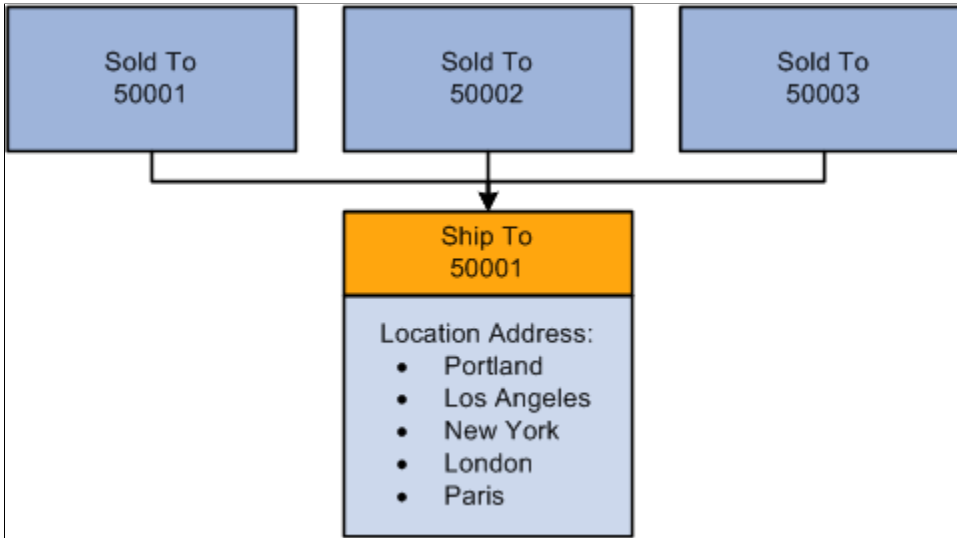 Sold To
50001
Sold To
50002
Sold To
50003
Ship To
50001
Location Address:
• Portland
• Los Angeles
• New York
• London
• Paris